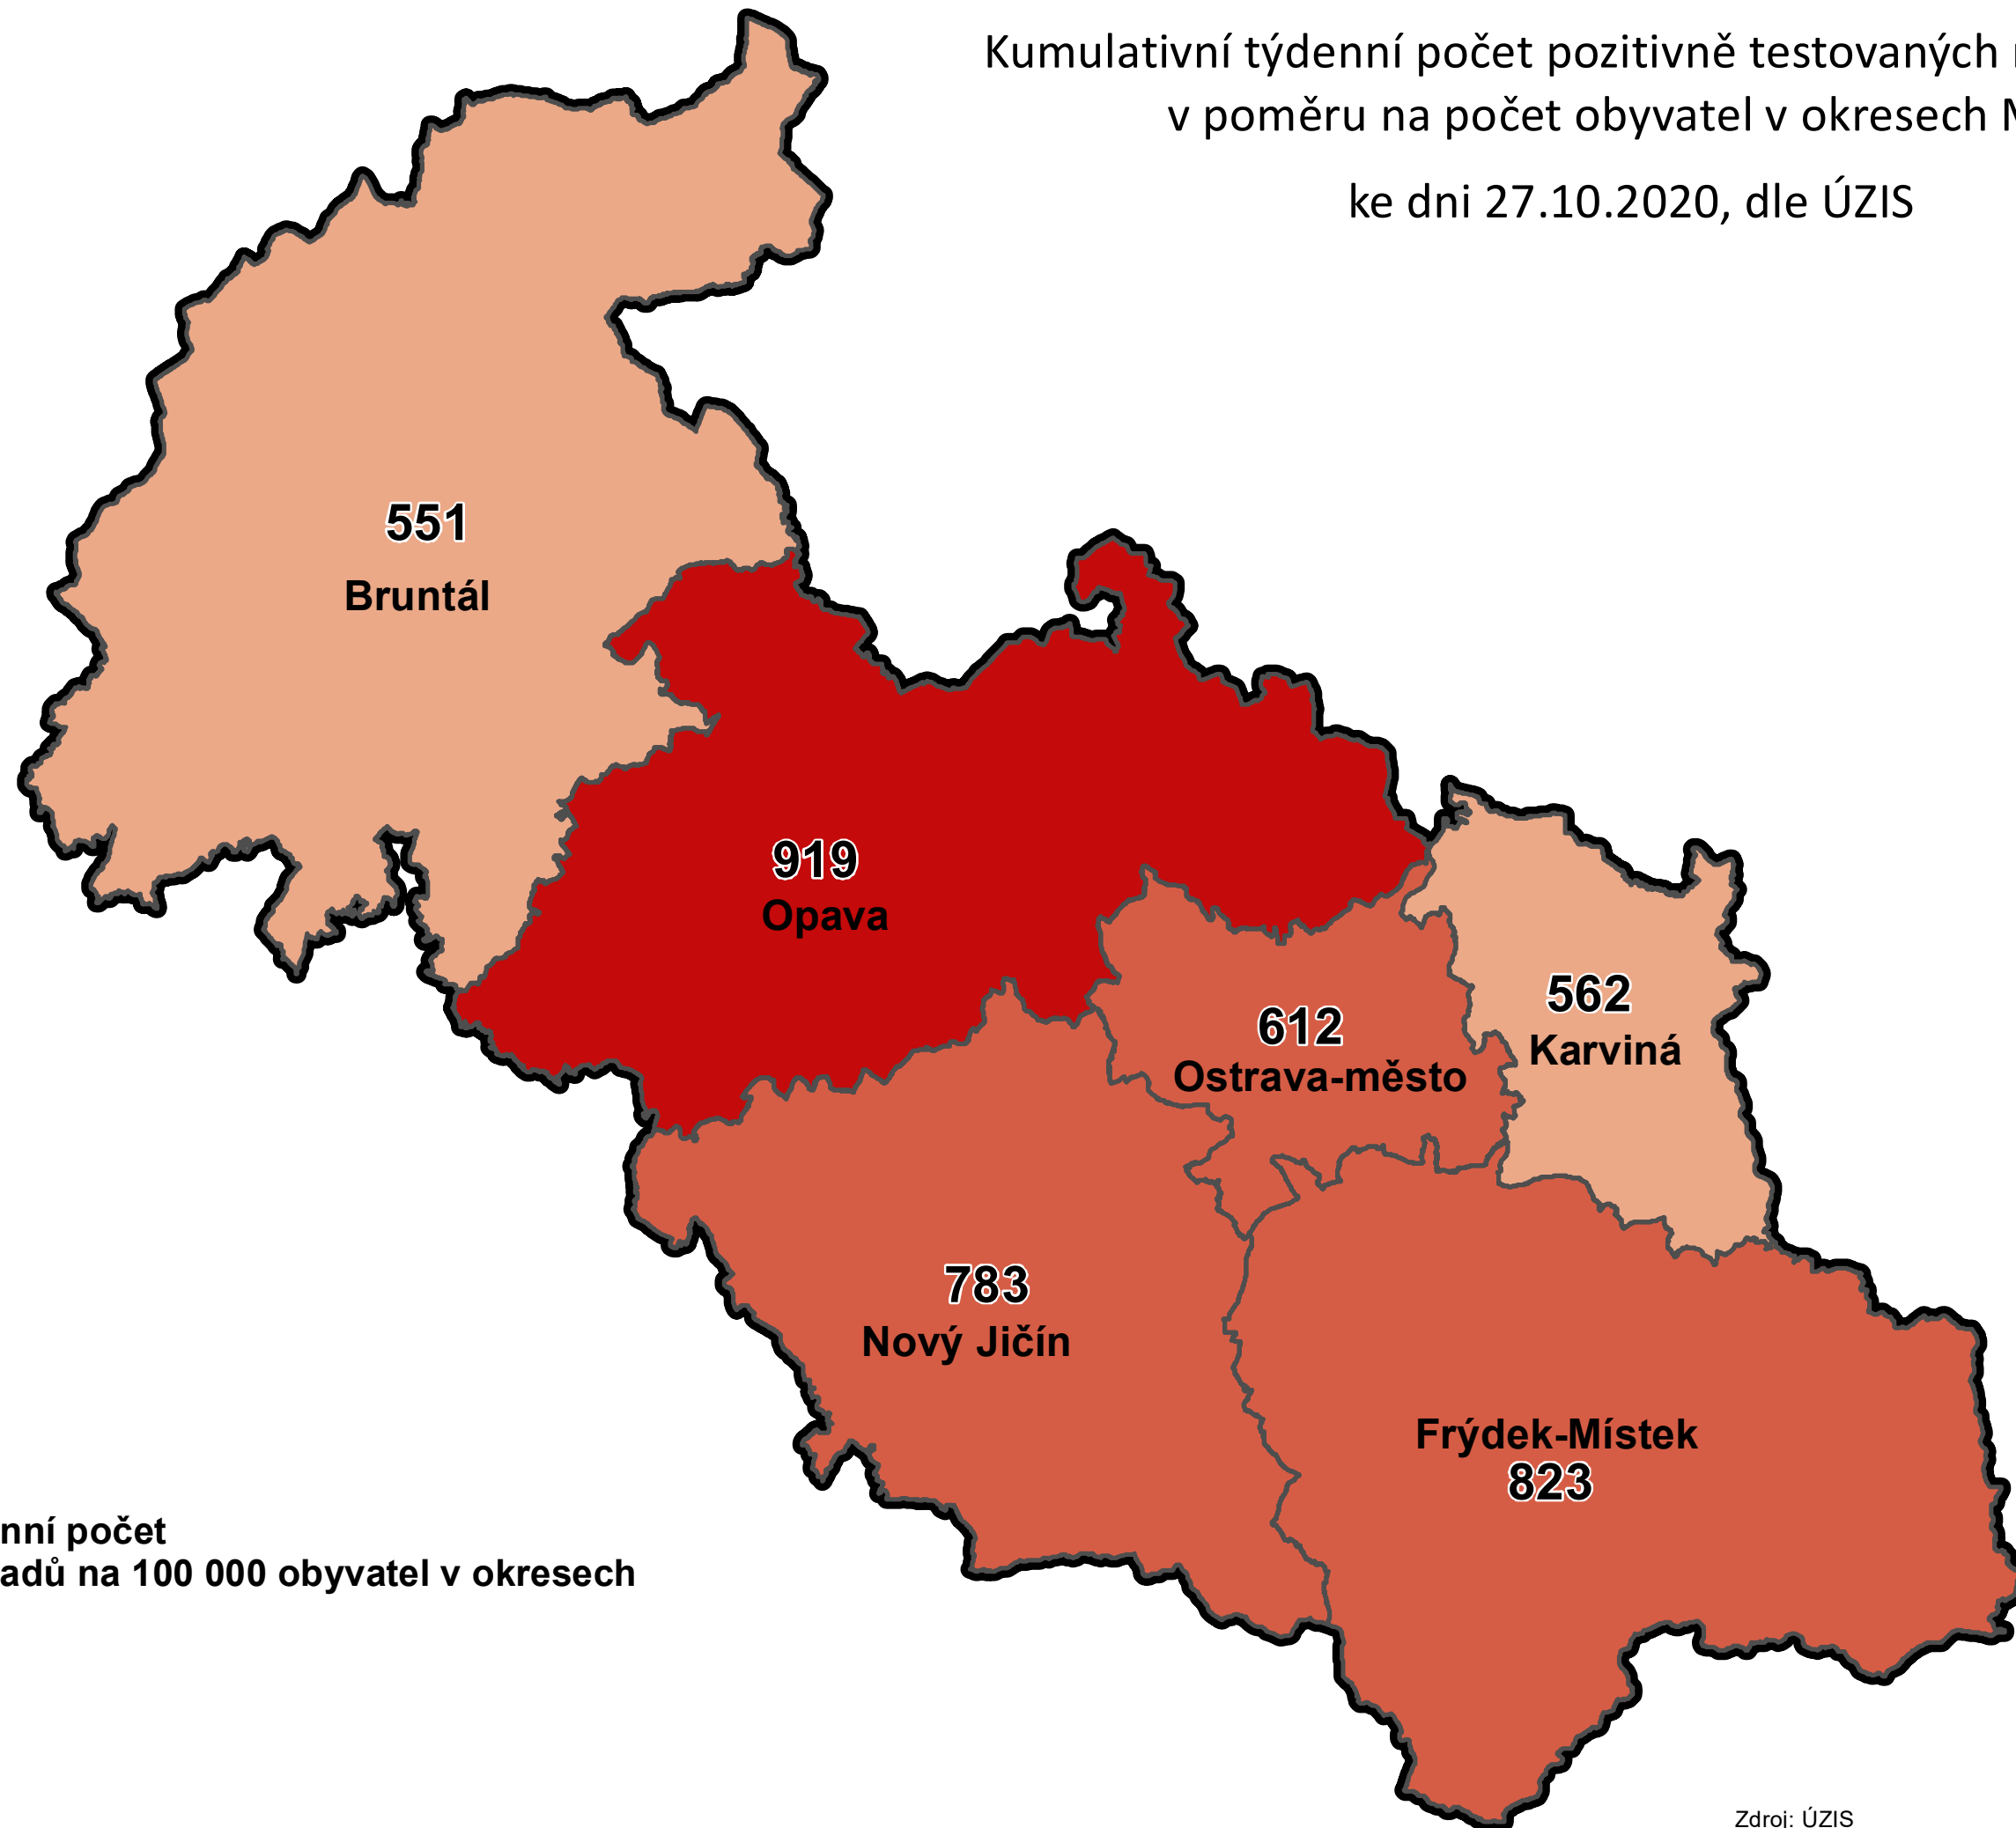 Kumulativní týdenní počet pozitivně testovaných
v poměru na počet obyvatel v okresech
ke dni 27.10.2020, dle ÚZIS
551
Bruntál
919
Opava
562
Karviná
612
Ostrava-město
783
Nový Jičín
Frýdek-Místek
823
nní počet
adů na 100 000 obyvatel v okresech
Zdroj: ÚZIS